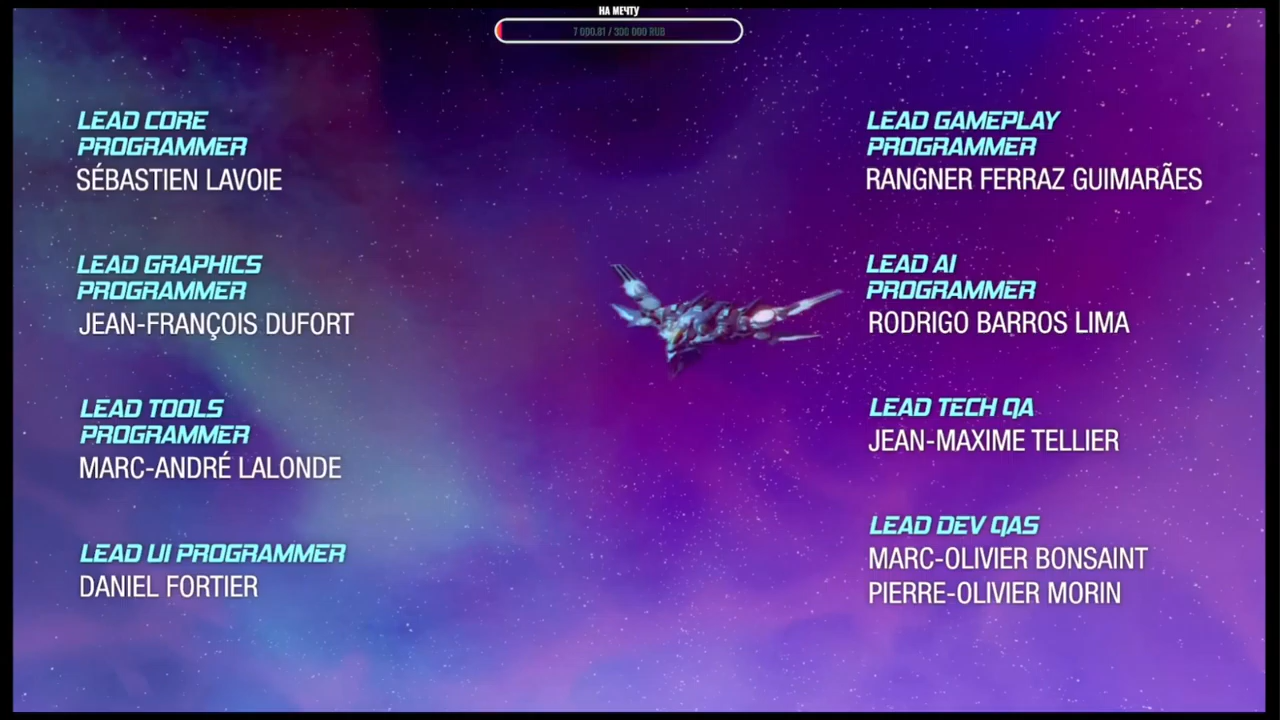 НА МЕЧТУ
7 000.81 / 300 000 RUB
LEAD CORE
PROGRAMMER
SÉBASTIEN LAVOIE
LEAD GRAPHICS
PROGRAMMER
JEAN-FRANÇOIS DUFORT
LEAD TOOLS
PROGRAMMER
MARC-ANDRÉ LALONDE
LEAD UI PROGRAMMER
DANIEL FORTIER
LEAD GAMEPLAY
PROGRAMMER
RANGNER FERRAZ GUIMARÃES
LEAD AI
PROGRAMMER
RODRIGO BARROS LIMA
LEAD TECH QA
JEAN-MAXIME TELLIER
LEAD DEV QAS
MARC-OLIVIER BONSAINT
PIERRE-OLIVIER MORIN